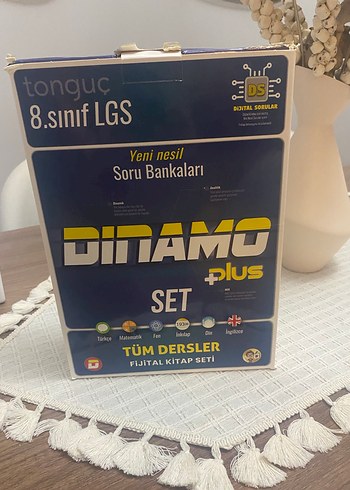 tonguç
8.sınıf LGS
DS
DİJİTAL SORULAR
Yeni nesil
Soru Bankaları
DINAMO
+plus
SET
Türkçe Matematik Fen İnkılap Din İngilizce
TÜM DERSLER
FİJİTAL KİTAP SETİ